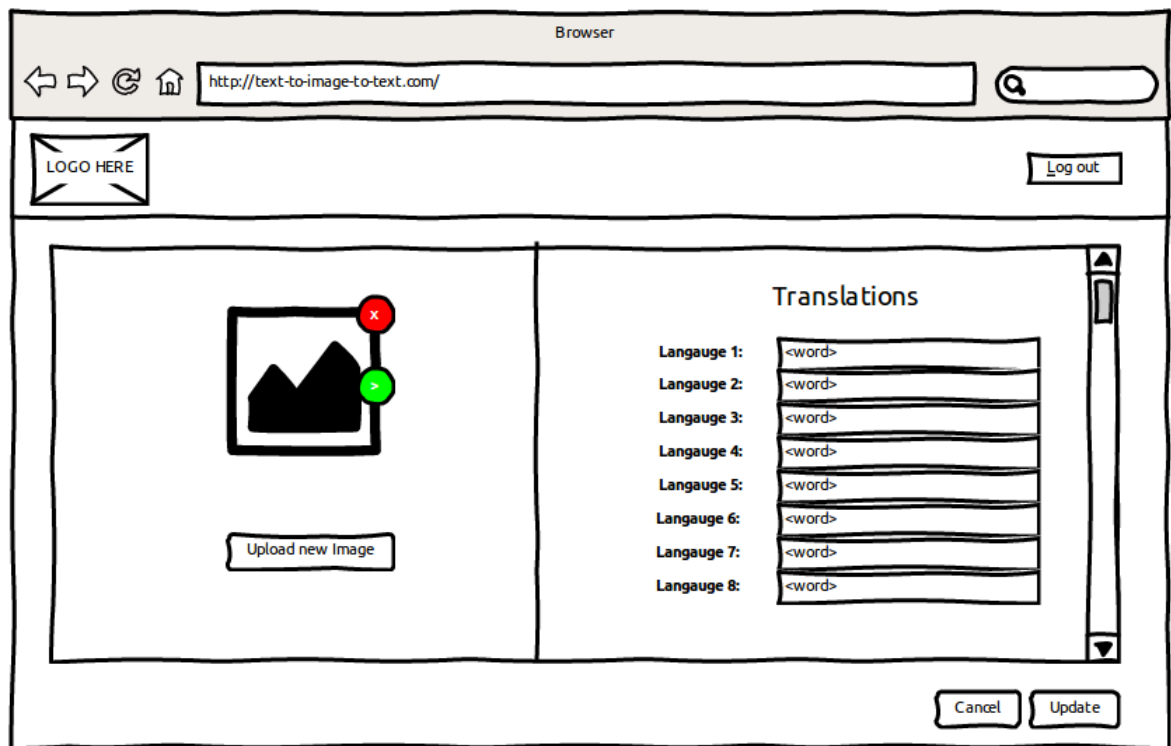 Browser
http://text-to-image-to-text.com/
LOGO HERE
Log out
x
>
Upload new Image
Translations
Langauge 1: <word>
Langauge 2: <word>
Langauge 3: <word>
Langauge 4: <word>
Langauge 5: <word>
Langauge 6: <word>
Langauge 7: <word>
Langauge 8: <word>
Cancel Update